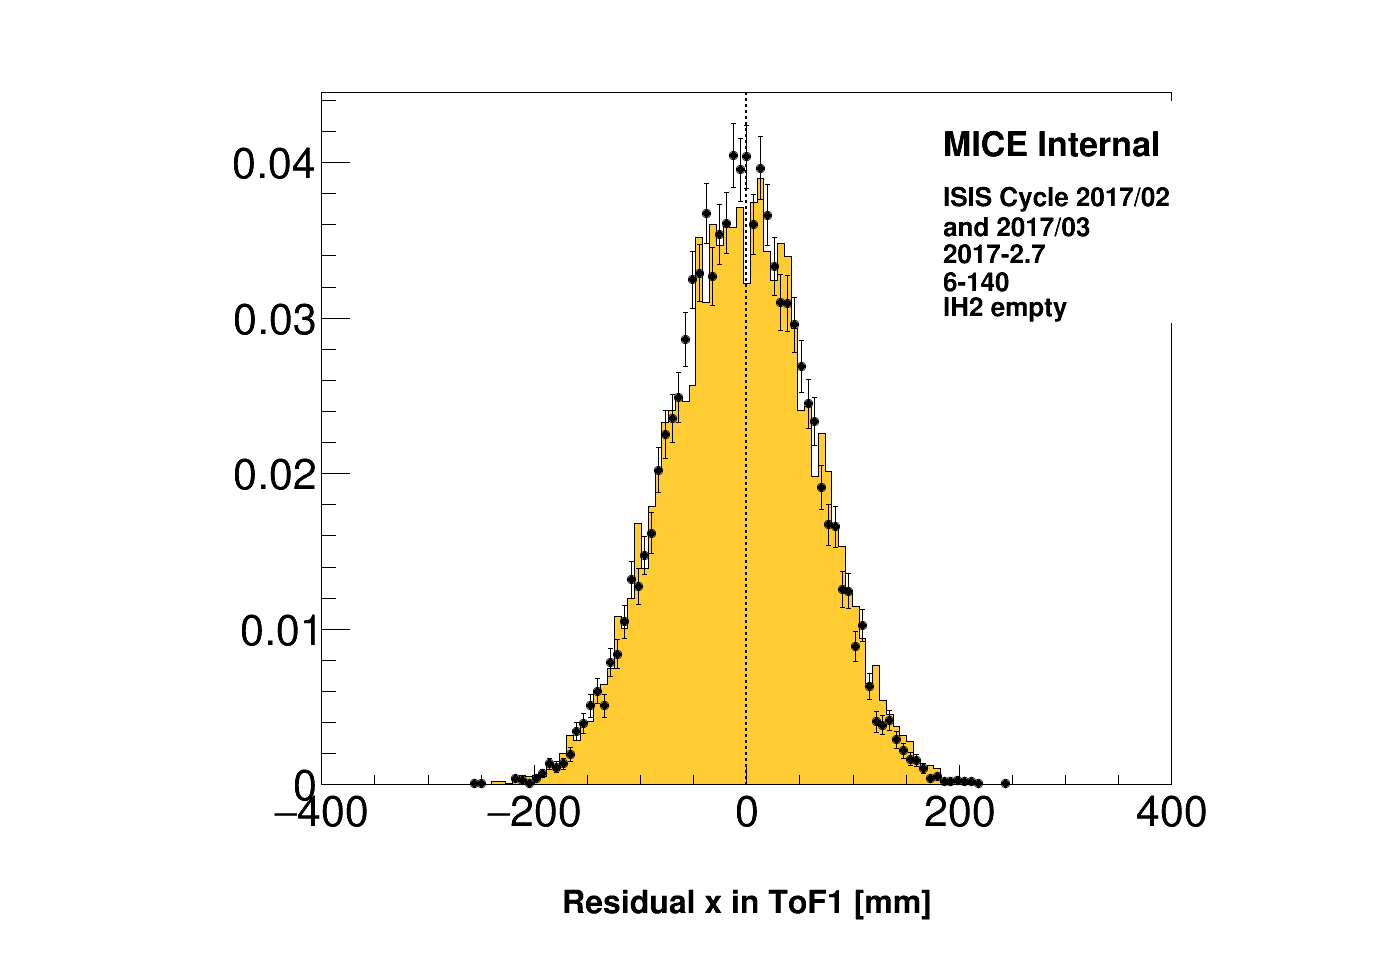 MICE Internal
ISIS Cycle 2017/02
and 2017/03
2017-2.7
6-140
IH2 empty
0.04
0.03
0.02
0.01
0
−400 −200 0 200 400
Residual x in ToF1 [mm]